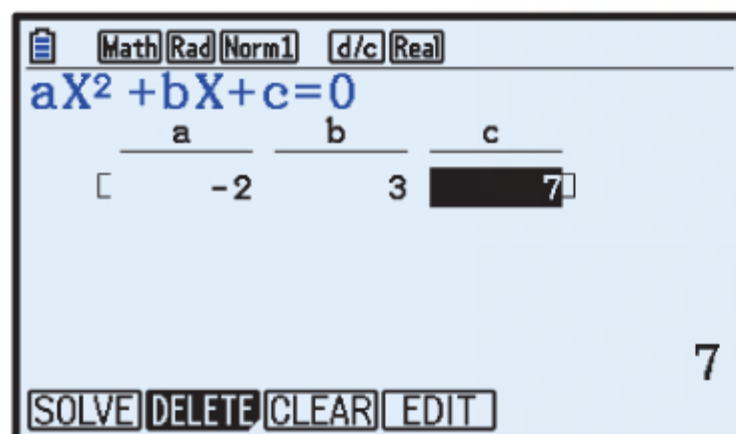 Math Rad Norm1 d/c Real
aX² +bX+c=0
a b c
[ -2 3 7]
7
SOLVE DELETE CLEAR EDIT